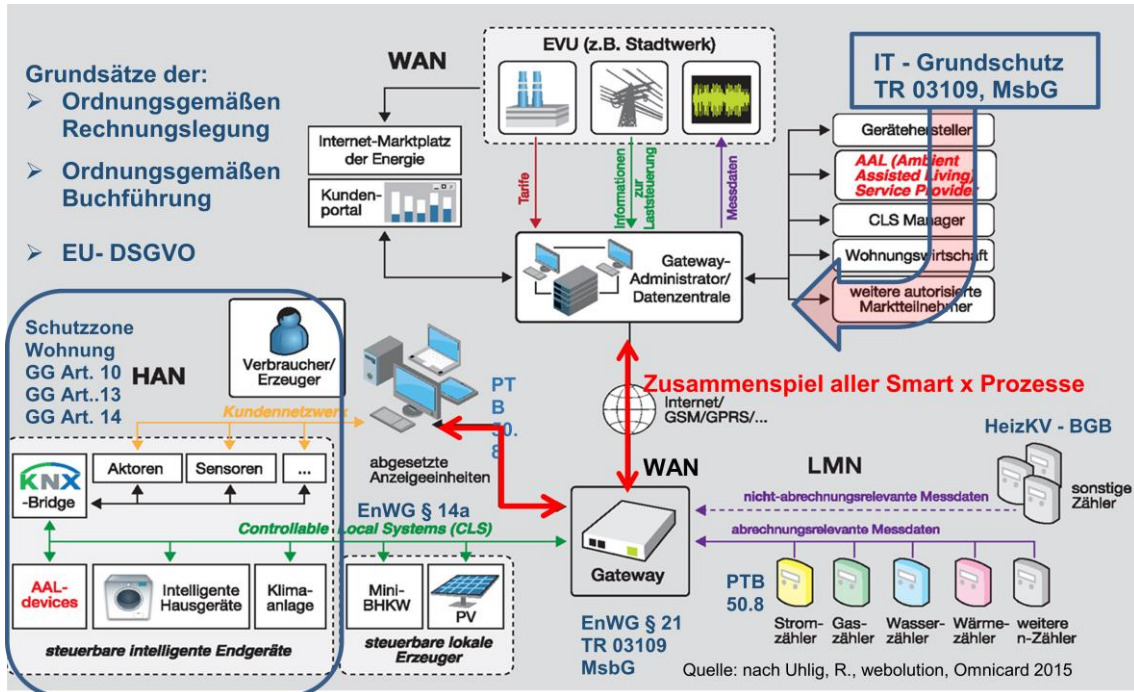 EVU (z.B. Stadtwerk)
WAN
IT - Grundschutz
TR 03109, MsbG
Grundsätze der:
➢ Ordnungsgemäßen
Rechnungslegung
➢ Ordnungsgemäßen
Buchführung
➢ EU- DSGVO
Internet-Marktplatz
der Energie
Kunden-
portal
Tarife
Informationen
zur
Laststeuerung
Messdaten
Gerätehersteller
AAL (Ambient
Assisted Living)
Service Provider
CLS Manager
Wohnungswirtschaft
weitere autorisierte
Marktteilnehmer
Gateway-
Administrator/
Datenzentrale
Schutzzone
Wohnung
GG Art. 10
GG Art..13
GG Art. 14
HAN
Verbraucher/
Erzeuger
Kundennetzwerk
PT
B
50.
8
Zusammenspiel aller Smart x Prozesse
Internet/
GSM/GPRS/...
HeizKV - BGB
abgesetzte
Anzeigeeinheiten
WAN
LMN
KNX
-Bridge
Aktoren
Sensoren
...
nicht-abrechnungsrelevante Messdaten
sonstige
Zähler
EnWG § 14a
Controllable Local Systems (CLS)
abrechnungsrelevante Messdaten
Gateway
AAL-
devices
Intelligente
Hausgeräte
Klima-
anlage
Mini-
BHKW
PV
PTB
50.8
steuerbare intelligente Endgeräte
steuerbare lokale
Erzeuger
EnWG § 21
TR 03109
MsbG
Strom-
zähler
Gas-
zähler
Wasser-
zähler
Wärme-
zähler
weitere
n-Zähler
Quelle: nach Uhlig, R., webolution, Omnicard 2015